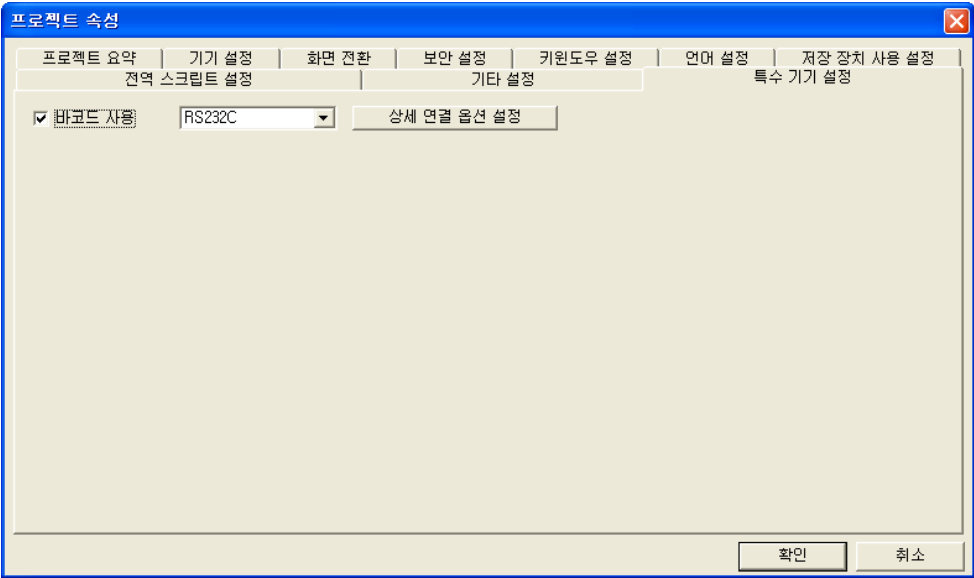 프로젝트 속성
프로젝트 요약 기기 설정 화면 전환 보안 설정 키윈도우 설정 언어 설정 저장 장치 사용 설정
전역 스크립트 설정 기타 설정 특수 기기 설정
바코드 사용 RS232C 상세 연결 옵션 설정
확인 취소